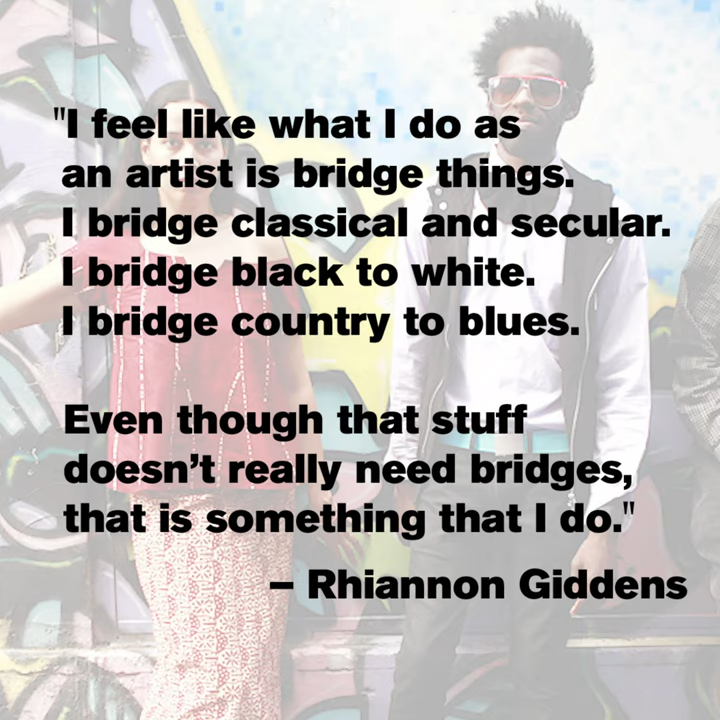 "I feel like what I do as
an artist is bridge things.
I bridge classical and secular.
I bridge black to white.
I bridge country to blues.
Even though that stuff
doesn’t really need bridges,
that is something that I do."
– Rhiannon Giddens